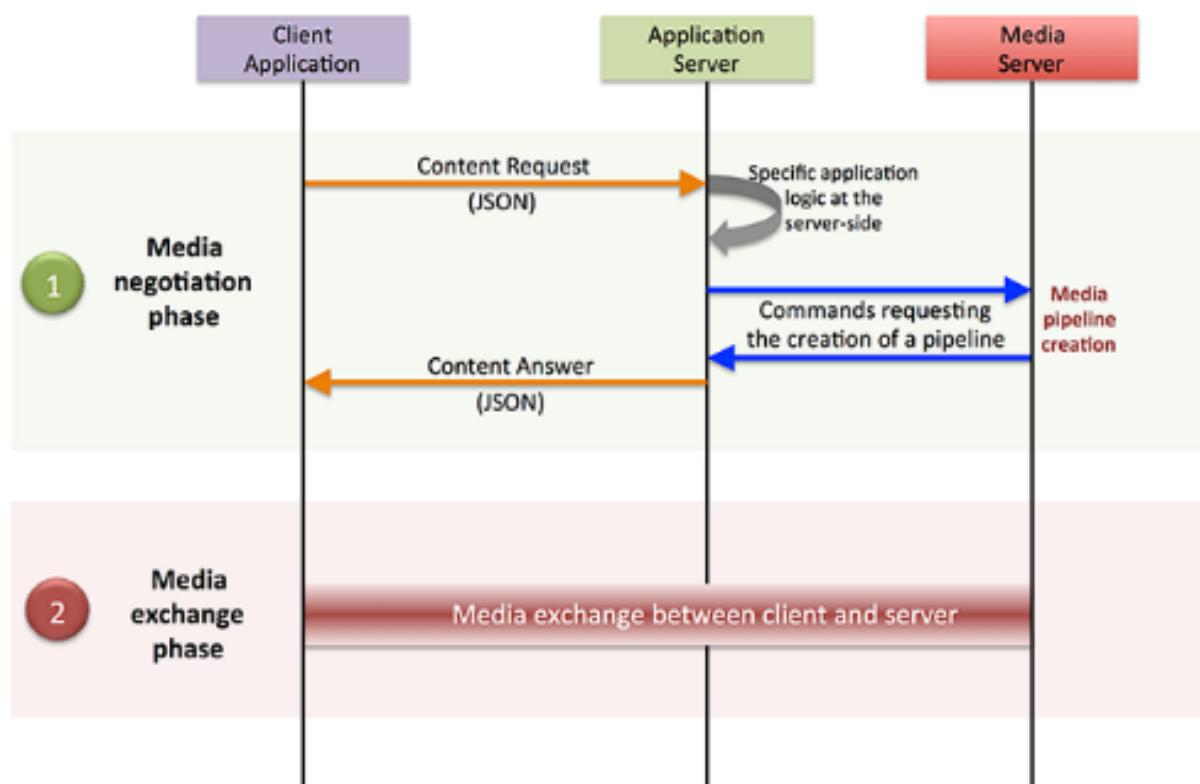 Client
Application
Application
Server
Media
Server
Content Request
(JSON)
Specific application
logic at the
server-side
1
Media
negotiation
phase
Commands requesting
the creation of a pipeline
Media
pipeline
creation
Content Answer
(JSON)
2
Media
exchange
phase
Media exchange between client and server